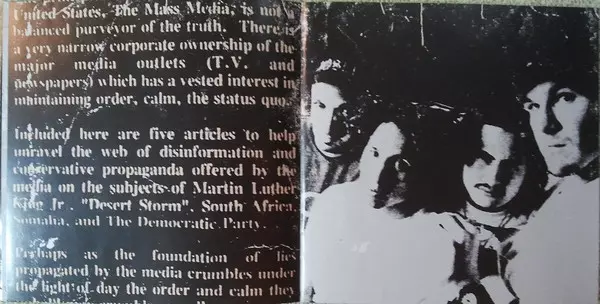 United States, The Mass Media, is not a
balanced purveyor of the truth. There is
a very narrow corporate ownership of the
major media outlets (T.V. and
newspapers) which has a vested interest in
maintaining order, calm, the status quo.
Included here are five articles to help
unravel the web of disinformation and
conservative propaganda offered by the
media on the subjects of Martin Luther
King Jr., "Desert Storm", South Africa,
Somalia, and The Democratic Party.
Perhaps as the foundation of lies
propagated by the media crumbles under
the light of day the order and calm they